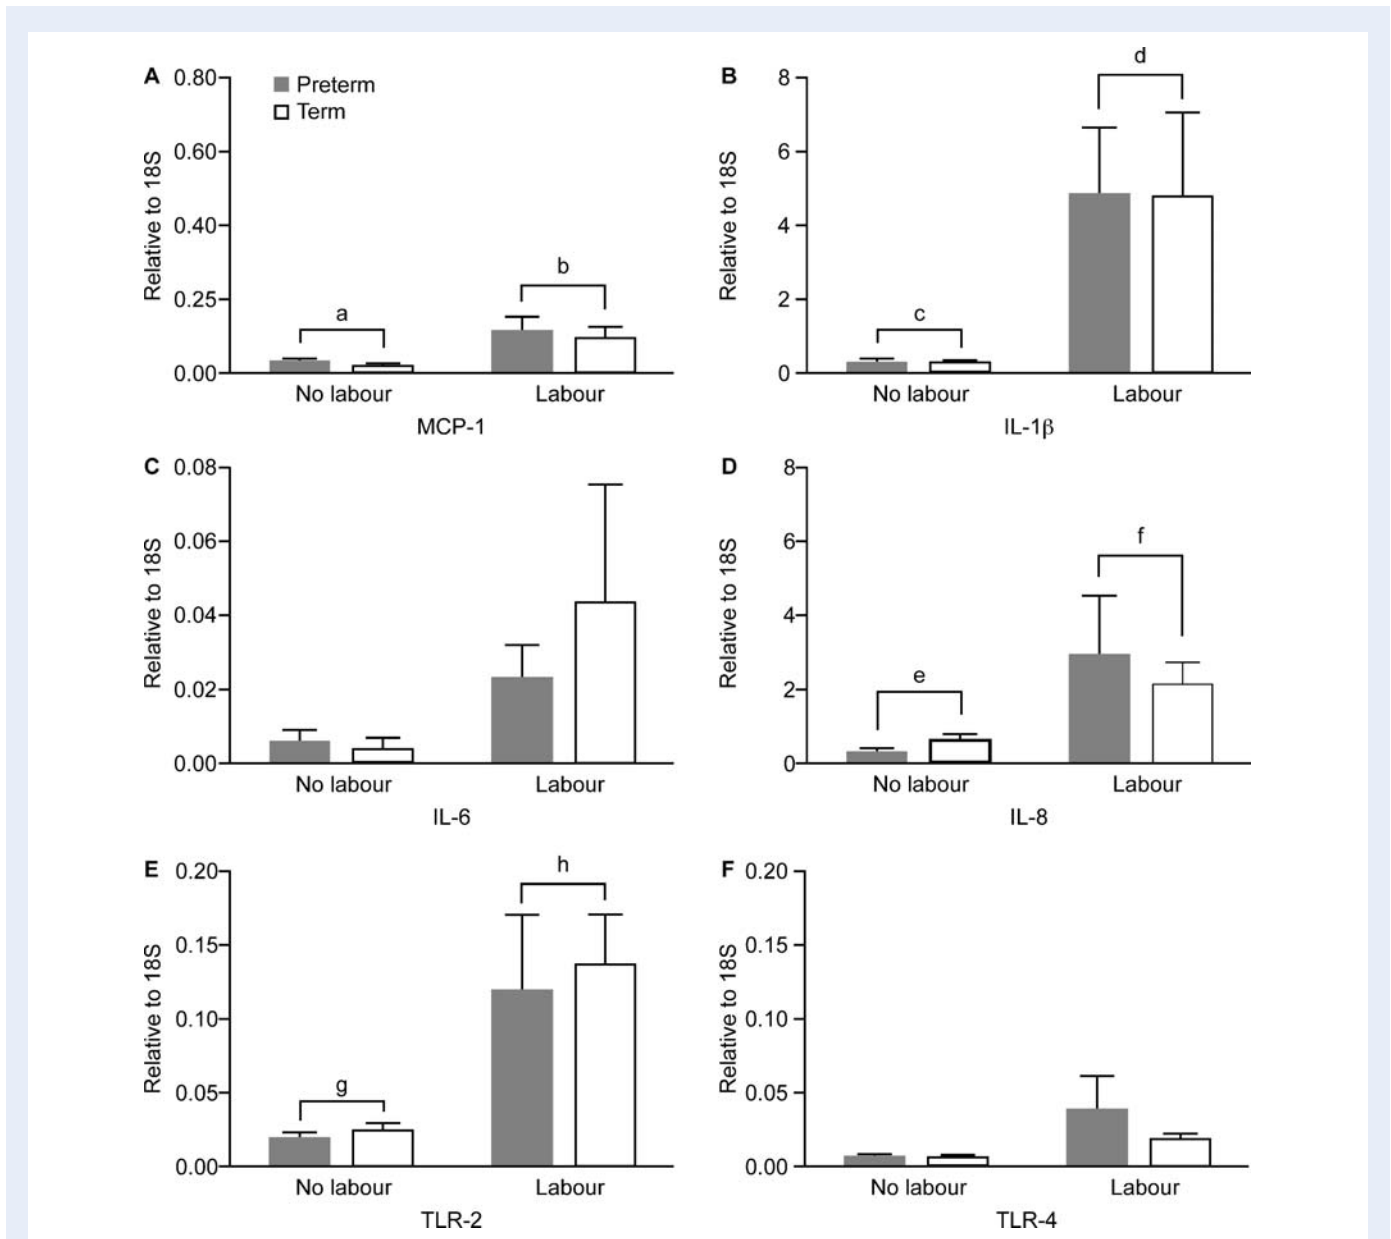 A
0.80
0.60
0.40
0.25
0.00
Relative to 18S
Preterm
Term
a
b
No labour Labour
MCP-1
B
8
6
4
2
0
Relative to 18S
c
d
No labour Labour
IL-1β
C
0.08
0.06
0.04
0.02
0.00
Relative to 18S
No labour Labour
IL-6
D
8
6
4
2
0
Relative to 18S
e
f
No labour Labour
IL-8
E
0.20
0.15
0.10
0.05
0.00
Relative to 18S
g
h
No labour Labour
TLR-2
F
0.20
0.15
0.10
0.05
0.00
Relative to 18S
No labour Labour
TLR-4